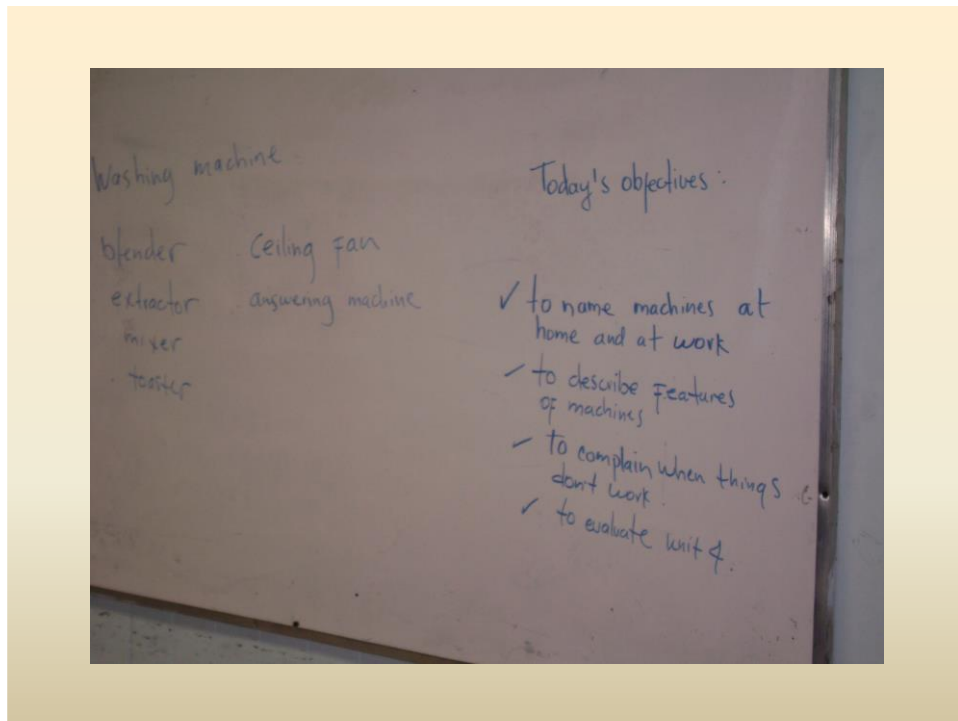 Washing machine
blender
extractor
mixer
toaster
Ceiling Fan
answering machine
Today's objectives:
✓ to name machines at
home and at work
✓ to describe Features
of machines
✓ to complain when things
don't work.
✓ to evaluate unit 4.